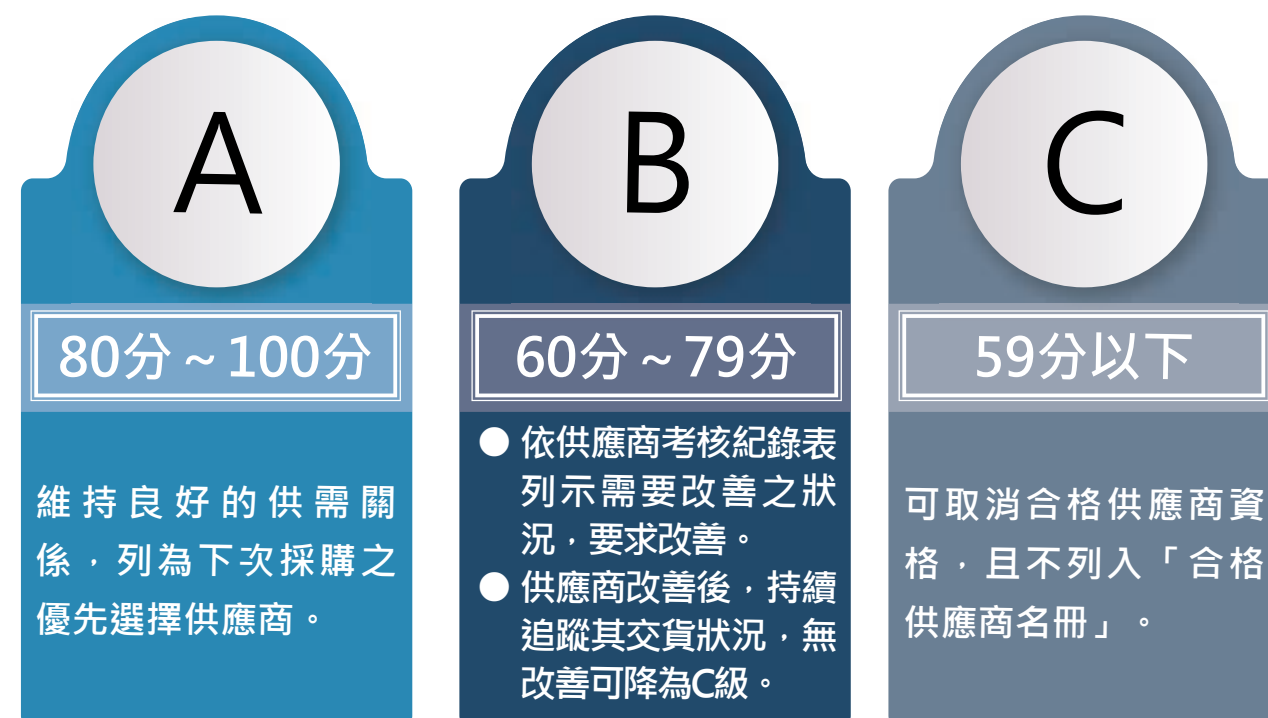 A
80分～100分
維持良好的供需關
係，列為下次採購之
優先選擇供應商。
B
60分～79分
● 依供應商考核紀錄表
列示需要改善之狀
況，要求改善。
● 供應商改善後，持續
追蹤其交貨狀況，無
改善可降為C級。
C
59分以下
可取消合格供應商資
格，且不列入「合格
供應商名冊」。